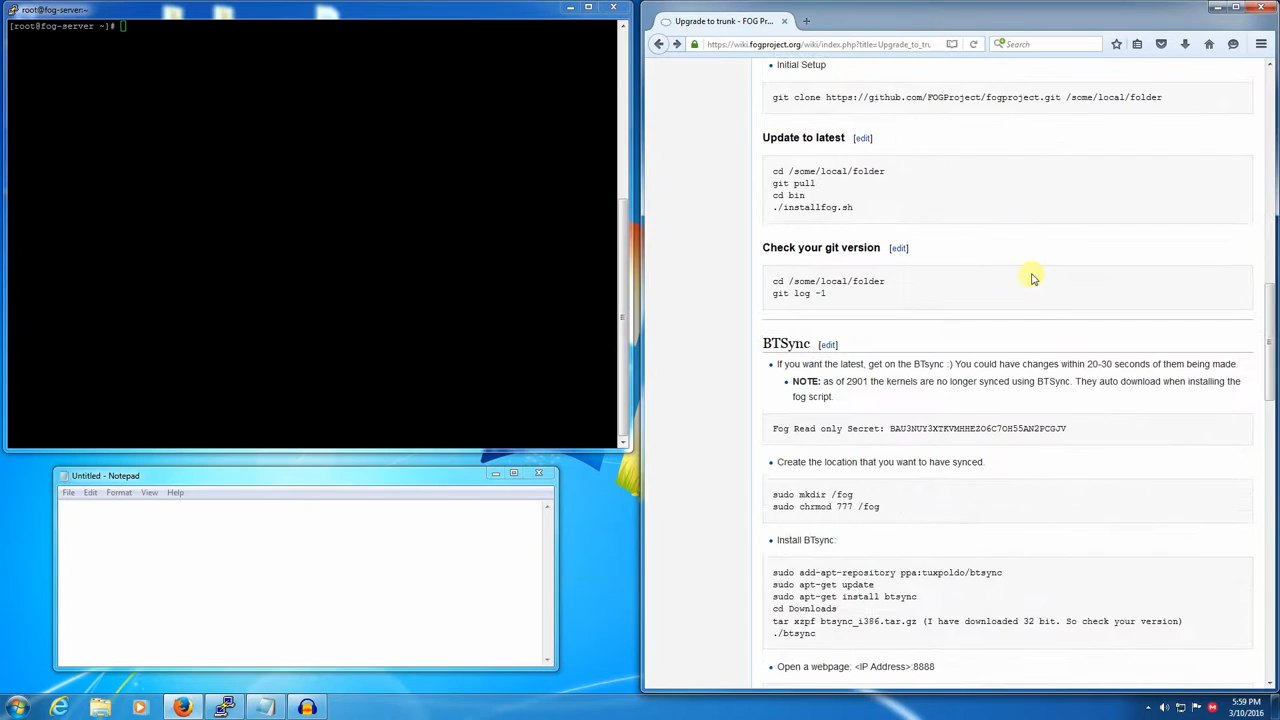 root@fog-server:~
[root@fog-server ~]#
Untitled - Notepad
File Edit Format View Help
Upgrade to trunk - FOG Pr...
https://wiki.fogproject.org/wiki/index.php?title=Upgrade_to_tru
Search
Initial Setup
git clone https://github.com/FOGProject/fogproject.git /some/local/folder
Update to latest [edit]
cd /some/local/folder
git pull
cd bin
./installfog.sh
Check your git version [edit]
cd /some/local/folder
git log -1
BTSync [edit]
If you want the latest, get on the BTsync :) You could have changes within 20-30 seconds of them being made.
NOTE: as of 2901 the kernels are no longer synced using BTSync. They auto download when installing the
fog script.
Fog Read only Secret: BAU3NUY3XTKVMHHEZO6C7OH55AN2PCGJV
Create the location that you want to have synced.
sudo mkdir /fog
sudo chrmod 777 /fog
Install BTsync:
sudo add-apt-repository ppa:tuxpoldo/btsync
sudo apt-get update
sudo apt-get install btsync
cd Downloads
tar xzpf btsync_i386.tar.gz (I have downloaded 32 bit. So check your version)
./btsync
Open a webpage: <IP Address>:8888
5:59 PM
3/10/2016